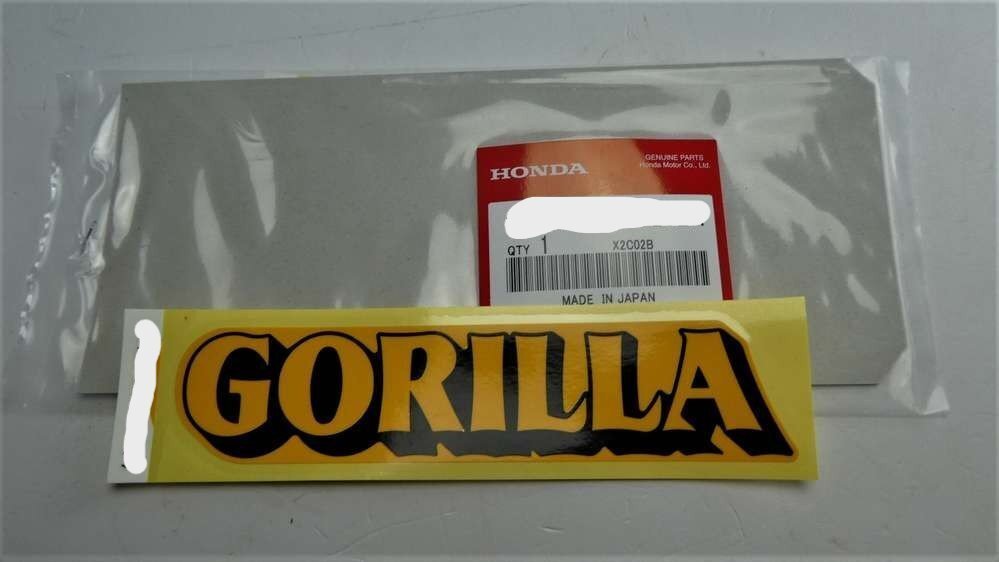 HONDA
GENUINE PARTS
Honda Motor Co., Ltd.
QTY 1 X2C02B
MADE IN JAPAN
GORILLA